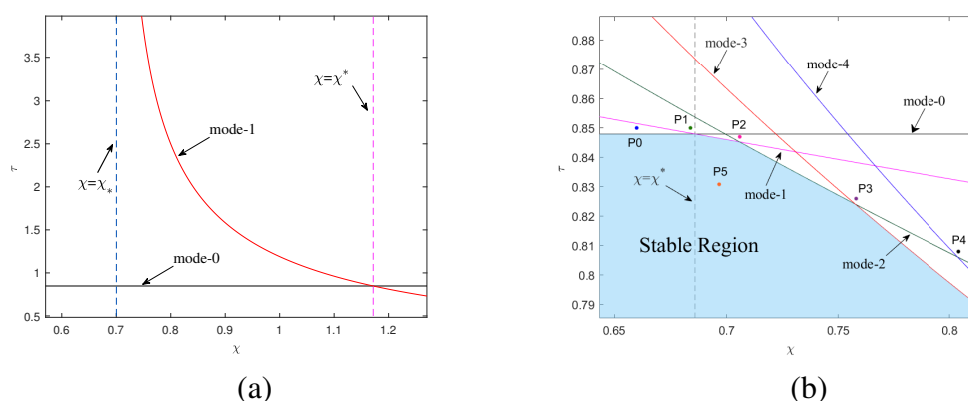 3.5
3
2.5
2
1.5
1
0.5
0.6
0.7
0.8
0.9
1
1.1
1.2
τ
χ
χ=χ*
mode-1
χ=χ*
mode-0
(a)
0.88
0.87
0.86
0.85
0.84
0.83
0.82
0.81
0.8
0.79
0.65
0.7
0.75
0.8
τ
χ
mode-3
mode-4
mode-0
P1
P2
P0
χ=χ*
P5
mode-1
P3
Stable Region
P4
mode-2
(b)